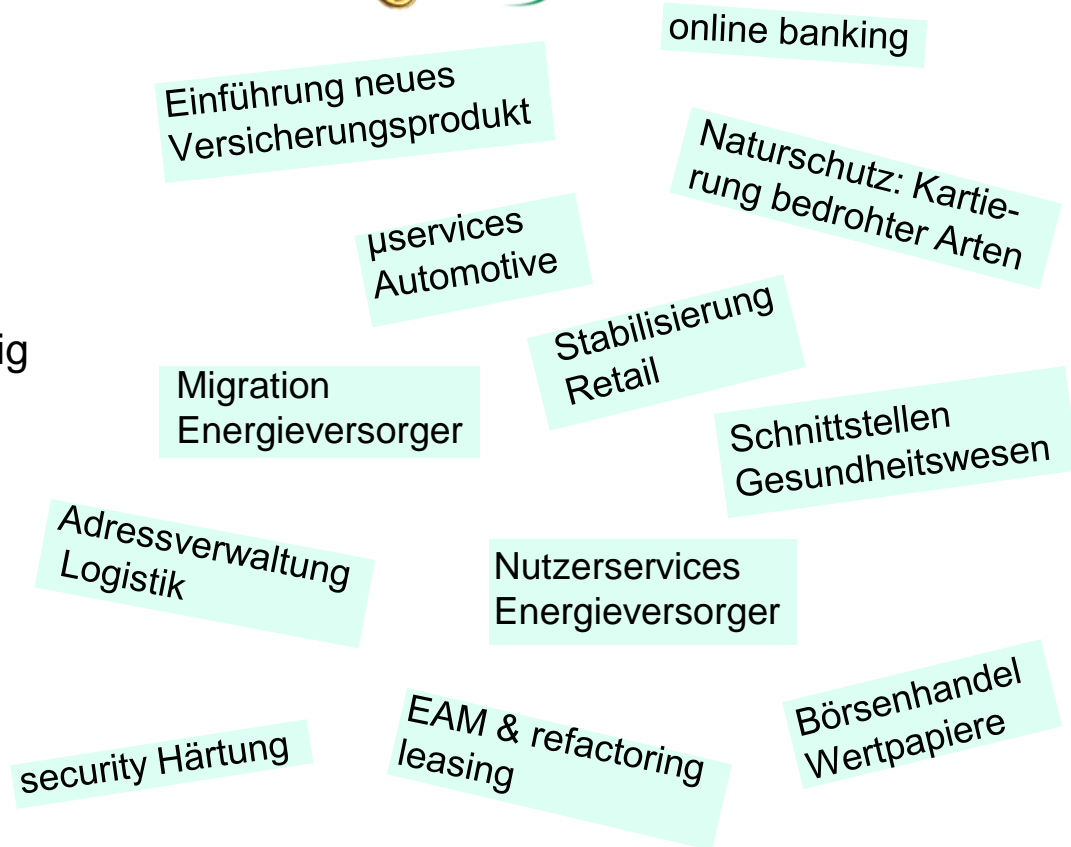 online banking
Einführung neues
Versicherungsprodukt
Naturschutz: Kartie-
rung bedrohter Arten
µservices
Automotive
Stabilisierung
Retail
ig
Migration
Energieversorger
Schnittstellen
Gesundheitswesen
Adressverwaltung
Logistik
Nutzerservices
Energieversorger
Börsenhandel
Wertpapiere
EAM & refactoring
leasing
security Härtung